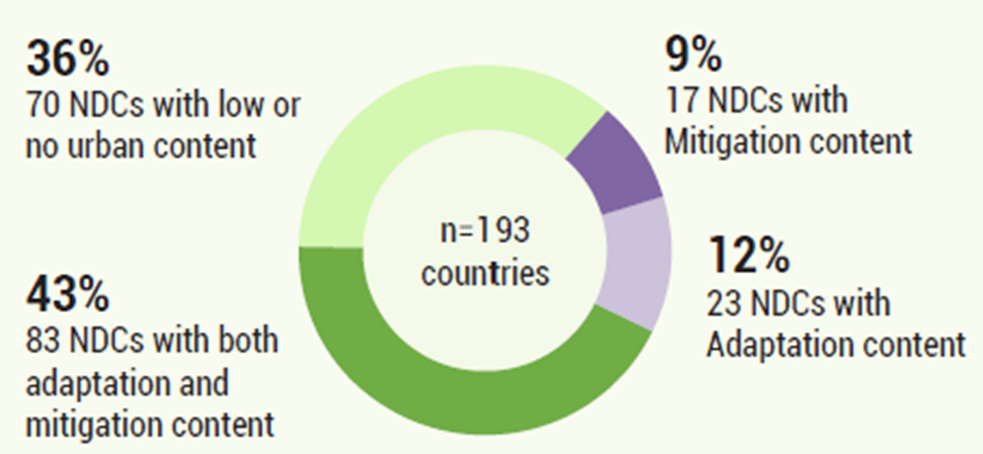 36%
70 NDCs with low or
no urban content
9%
17 NDCs with
Mitigation content
n=193
countries
12%
23 NDCs with
Adaptation content
43%
83 NDCs with both
adaptation and
mitigation content